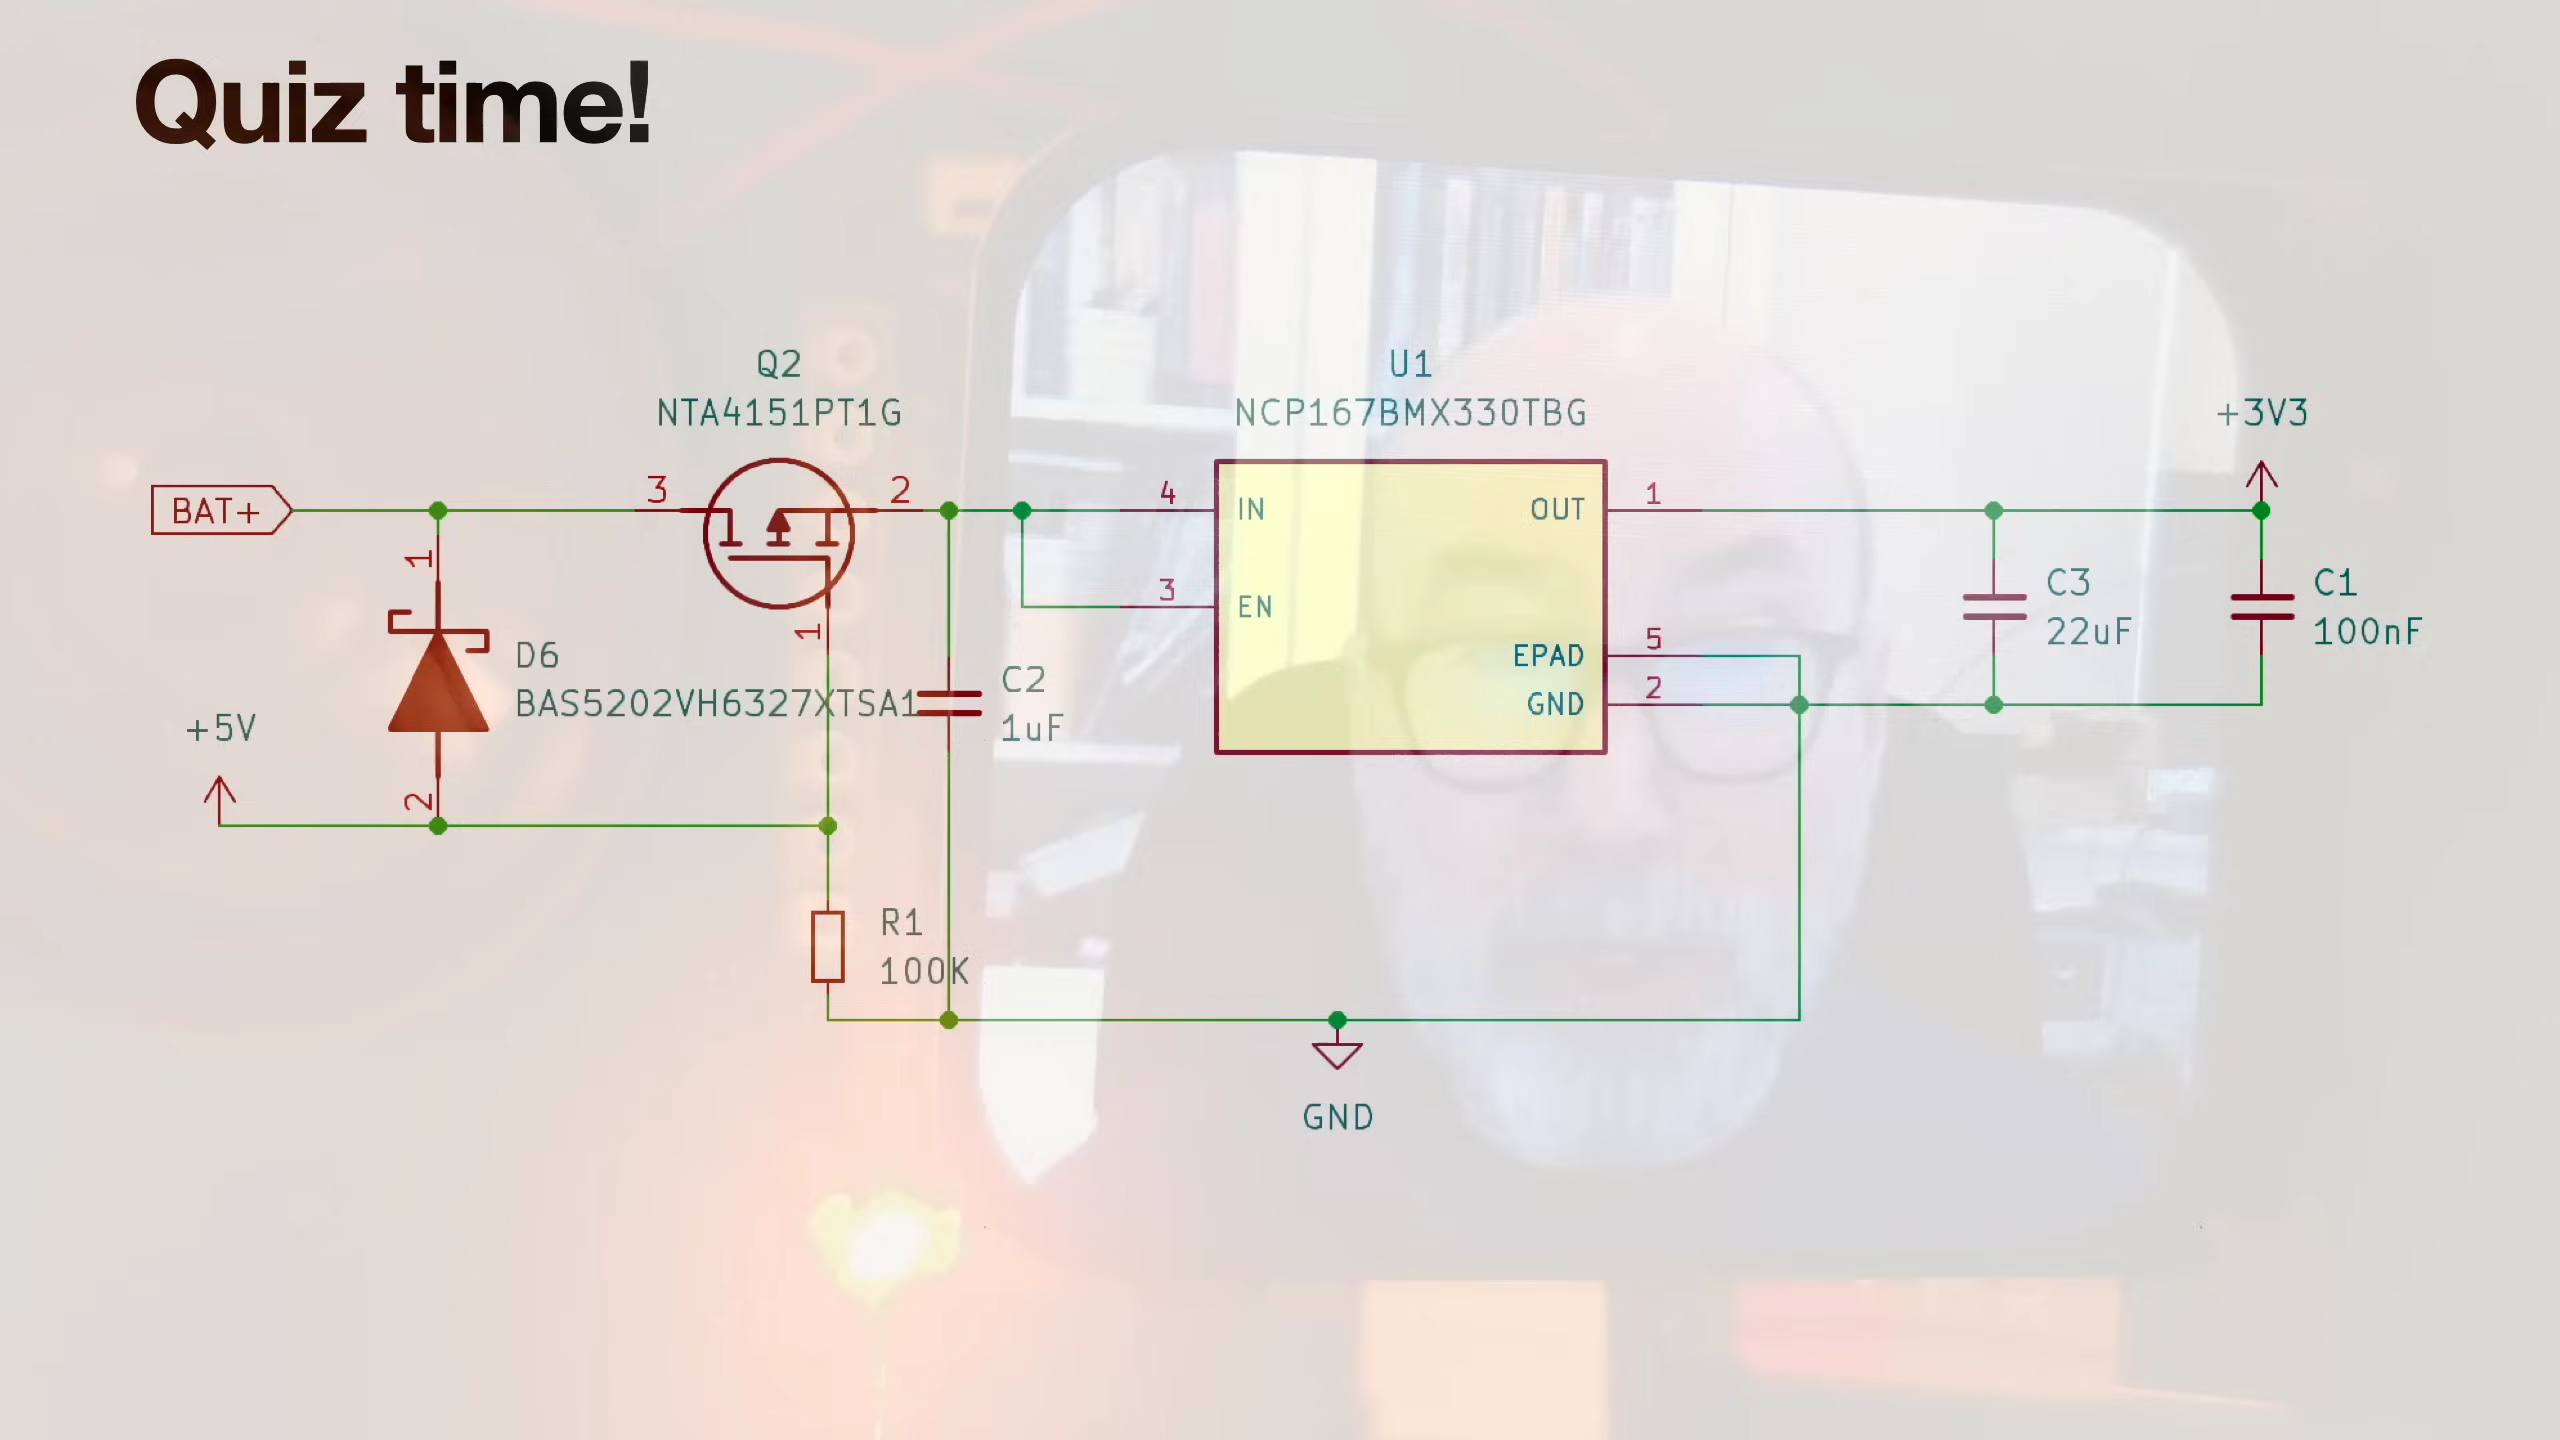 Quiz time!
Q2
NTA4151PT1G
U1
NCP167BMX330TBG
+3V3
BAT+
3
2
4
IN
OUT
1
1
3
EN
C3
22uF
C1
100nF
1
D6
BAS5202VH6327XTSA1
C2
1uF
EPAD
5
GND
2
+5V
2
R1
100K
GND